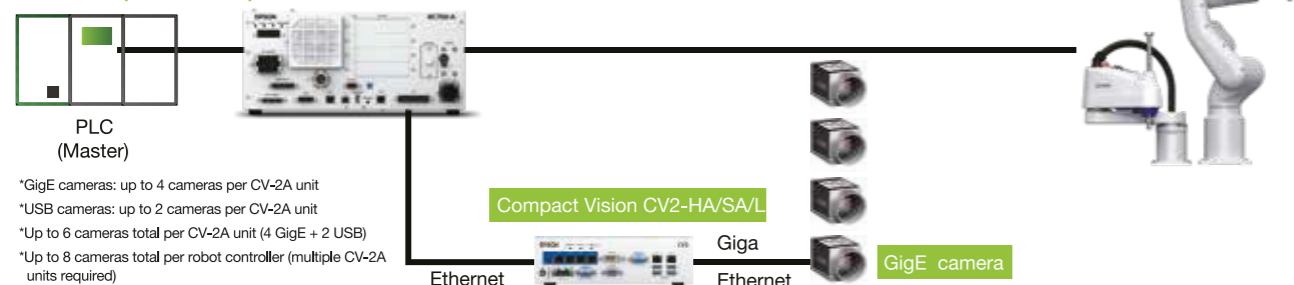 EPSON
RC700-A
PLC
(Master)
*GigE cameras: up to 4 cameras per CV-2A unit
*USB cameras: up to 2 cameras per CV-2A unit
*Up to 6 cameras total per CV-2A unit (4 GigE + 2 USB)
*Up to 8 cameras total per robot controller (multiple CV-2A
units required)
Compact Vision CV2-HA/SA/L
EPSON
Giga
Ethernet
Ethernet
GigE camera